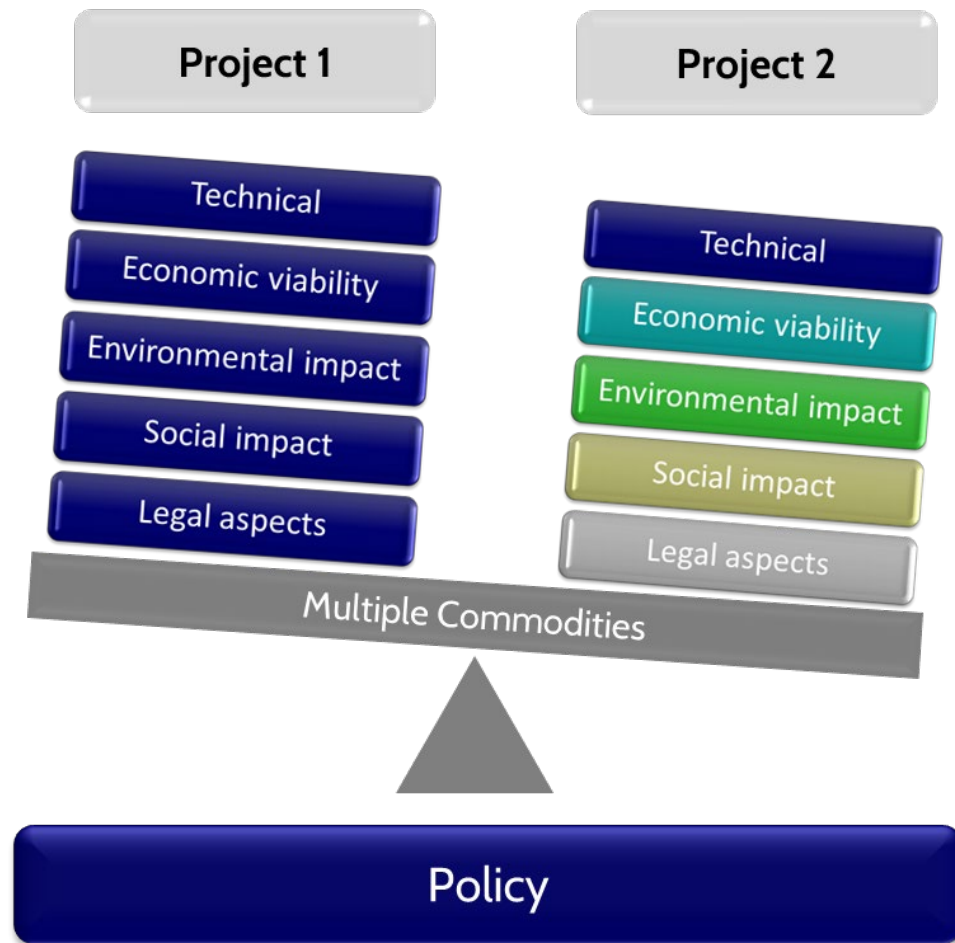 Project 1
Project 2
Technical
Economic viability
Environmental impact
Social impact
Legal aspects
Technical
Economic viability
Environmental impact
Social impact
Legal aspects
Multiple Commodities
Policy